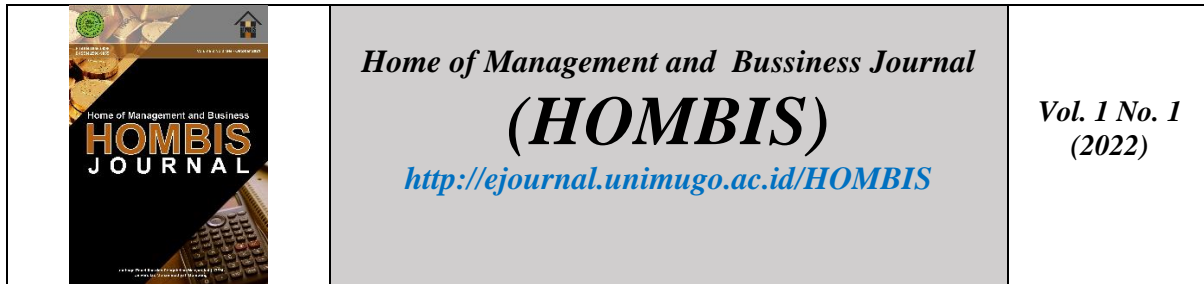 Home of Management and Business
HOMBIS
JOURNAL
Home of Management and Bussiness Journal
(HOMBIS)
http://ejournal.unimugo.ac.id/HOMBIS
Vol. 1 No. 1
(2022)